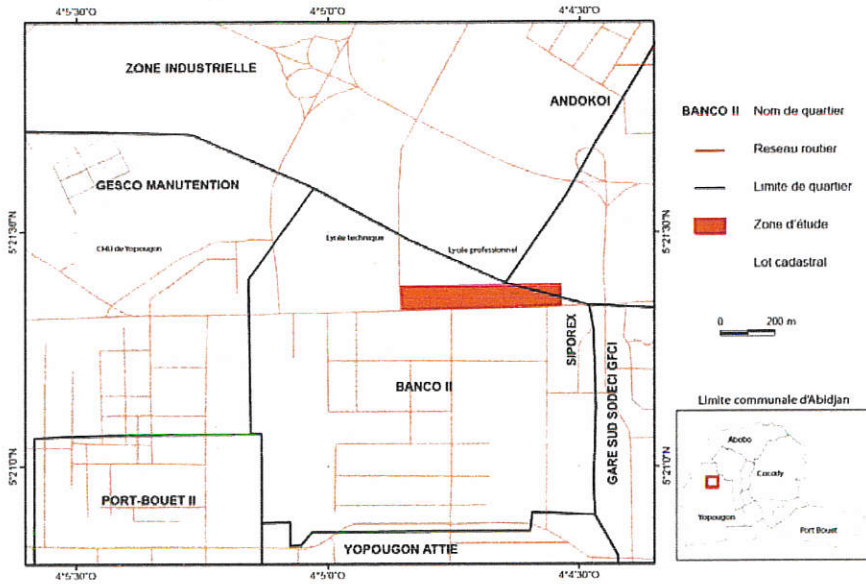 4°5'30"O 4°5'0"O 4°4'30"O
ZONE INDUSTRIELLE
ANDOKOI
GESCO MANUTENTION
5°21'30"N
5°21'30"N
CHU de Yopougon
Lycée technique
Lycée professionnel
SIPOREX
BANCO II
GARE SUD SODECI GFCI
5°21'0"N
5°21'0"N
PORT-BOUET II
YOPOUGON ATTIE
4°5'30"O 4°5'0"O 4°4'30"O
BANCO II Nom de quartier
Reseau routier
Limite de quartier
Zone d'étude
Lot cadastral
0 200 m
Limite communale d'Abidjan
Abobo
Cocody
Yopougon
Port Bouet